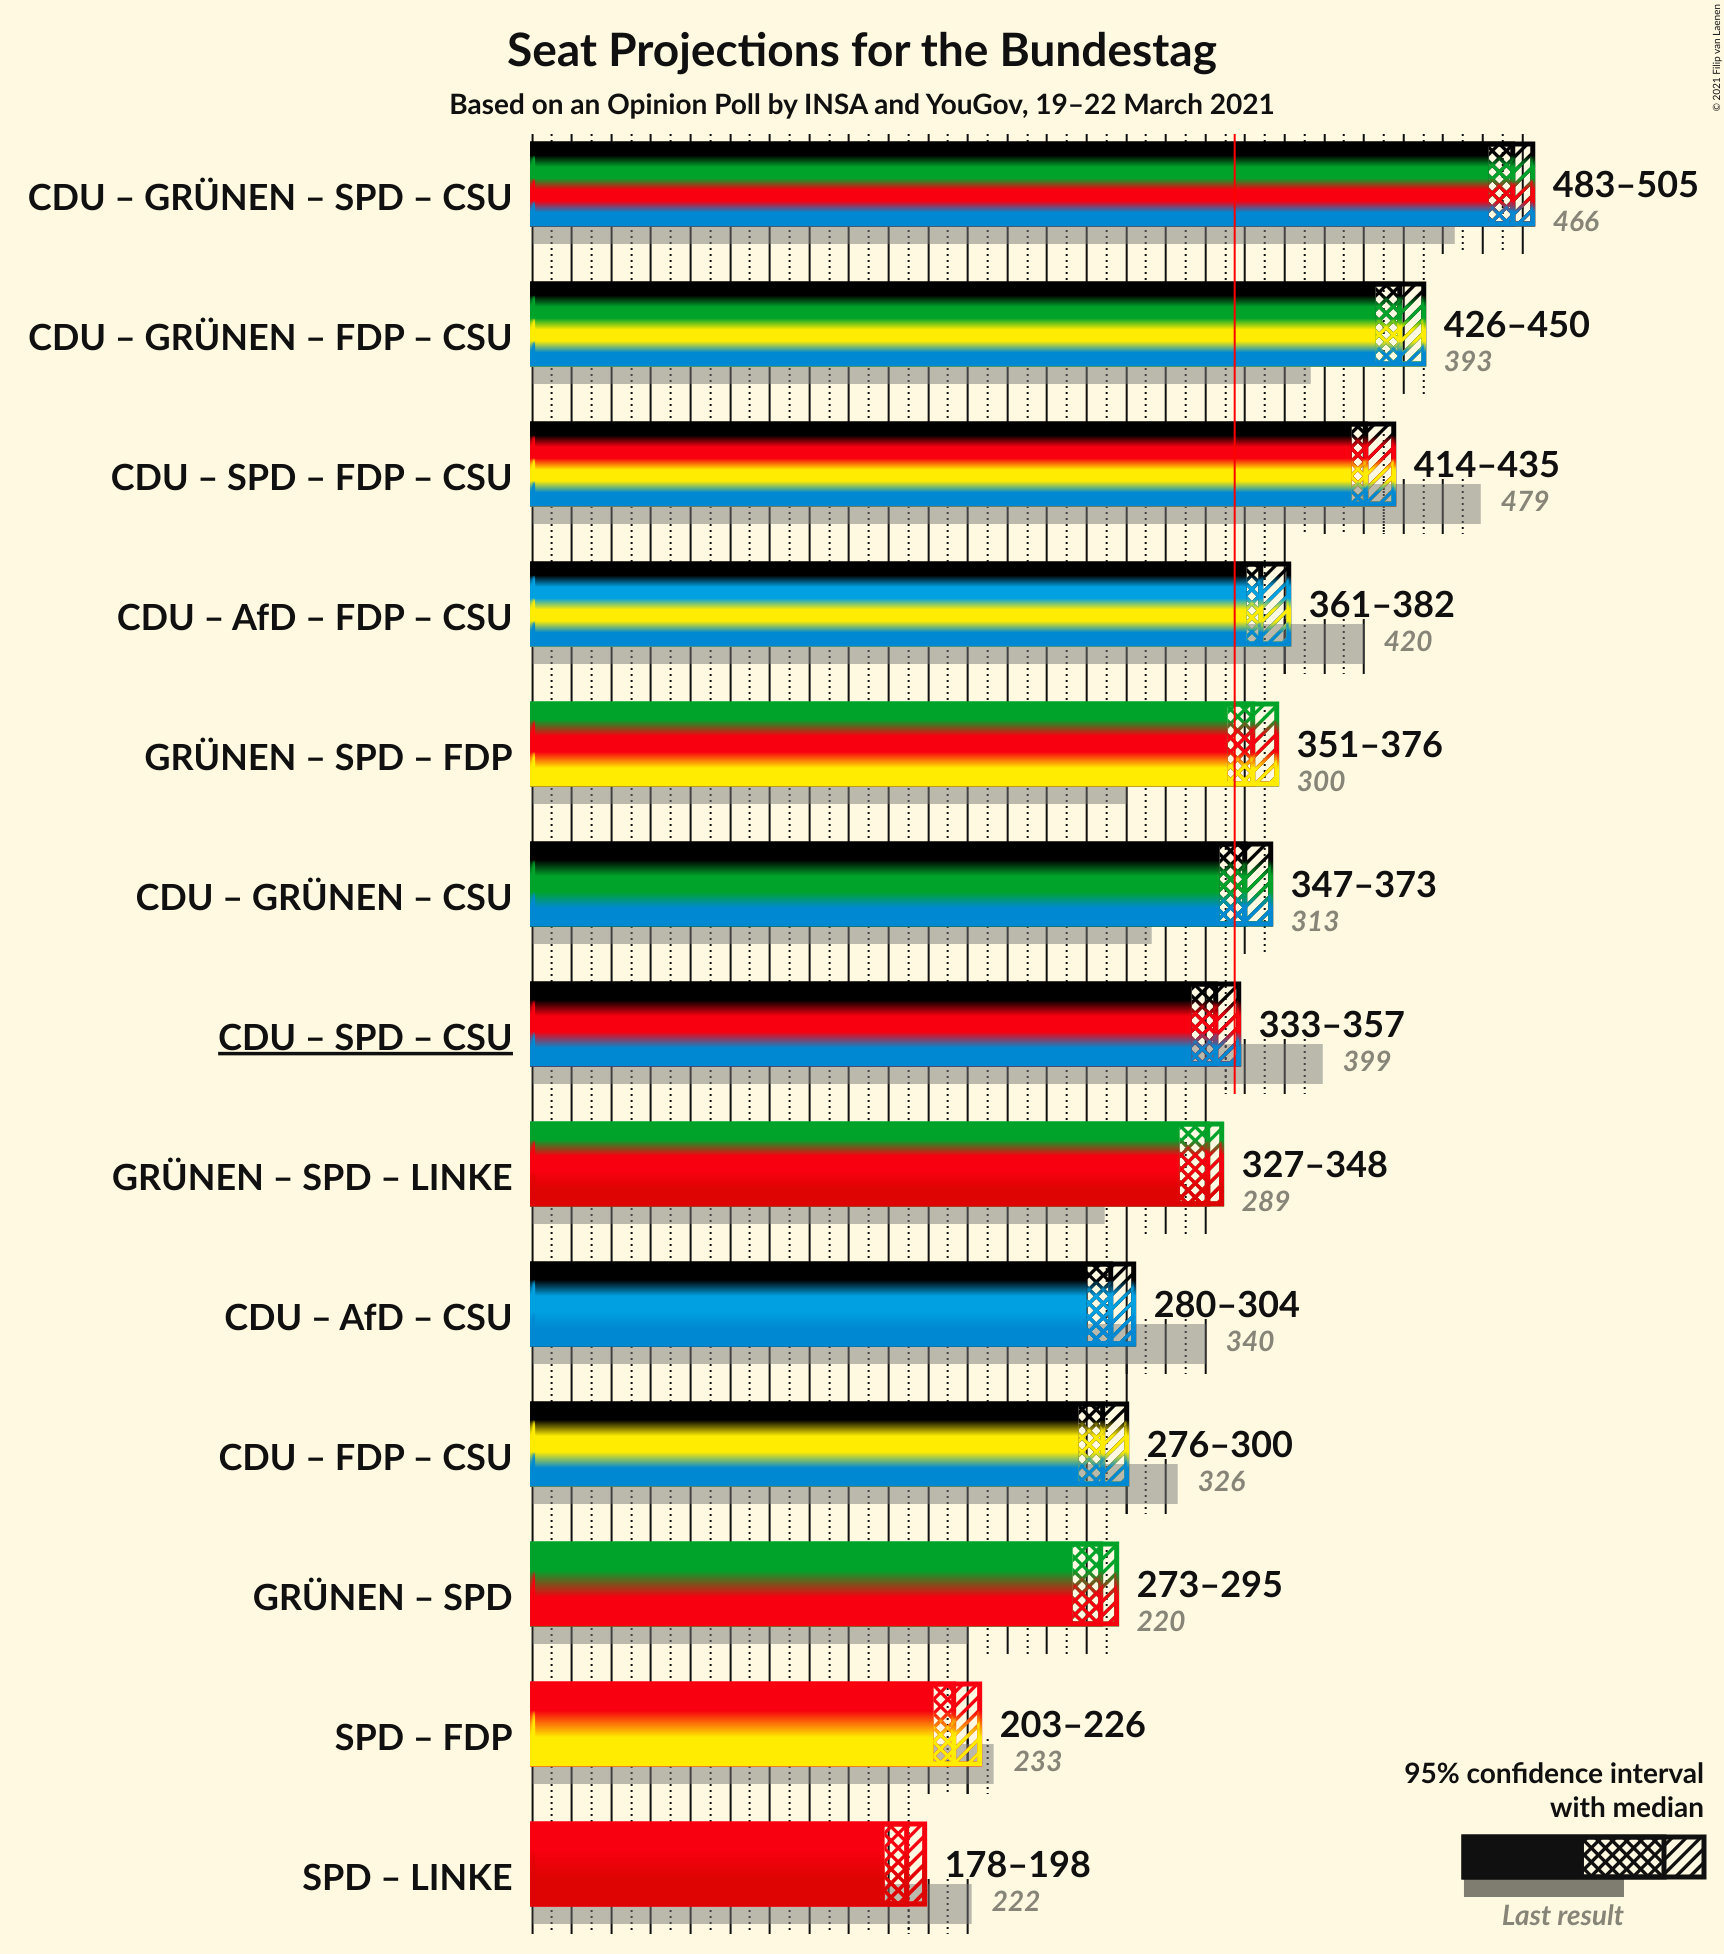 Seat Projections for the Bundestag
Based on an Opinion Poll by INSA and YouGov, 19–22 March 2021
© 2021 Filip van Laenen
CDU – GRÜNEN – SPD – CSU
483–505
466
CDU – GRÜNEN – FDP – CSU
426–450
393
CDU – SPD – FDP – CSU
414–435
479
CDU – AfD – FDP – CSU
361–382
420
GRÜNEN – SPD – FDP
351–376
300
CDU – GRÜNEN – CSU
347–373
313
CDU – SPD – CSU
333–357
399
GRÜNEN – SPD – LINKE
327–348
289
CDU – AfD – CSU
280–304
340
CDU – FDP – CSU
276–300
326
GRÜNEN – SPD
273–295
220
SPD – FDP
203–226
233
SPD – LINKE
178–198
222
95% confidence interval
with median
Last result